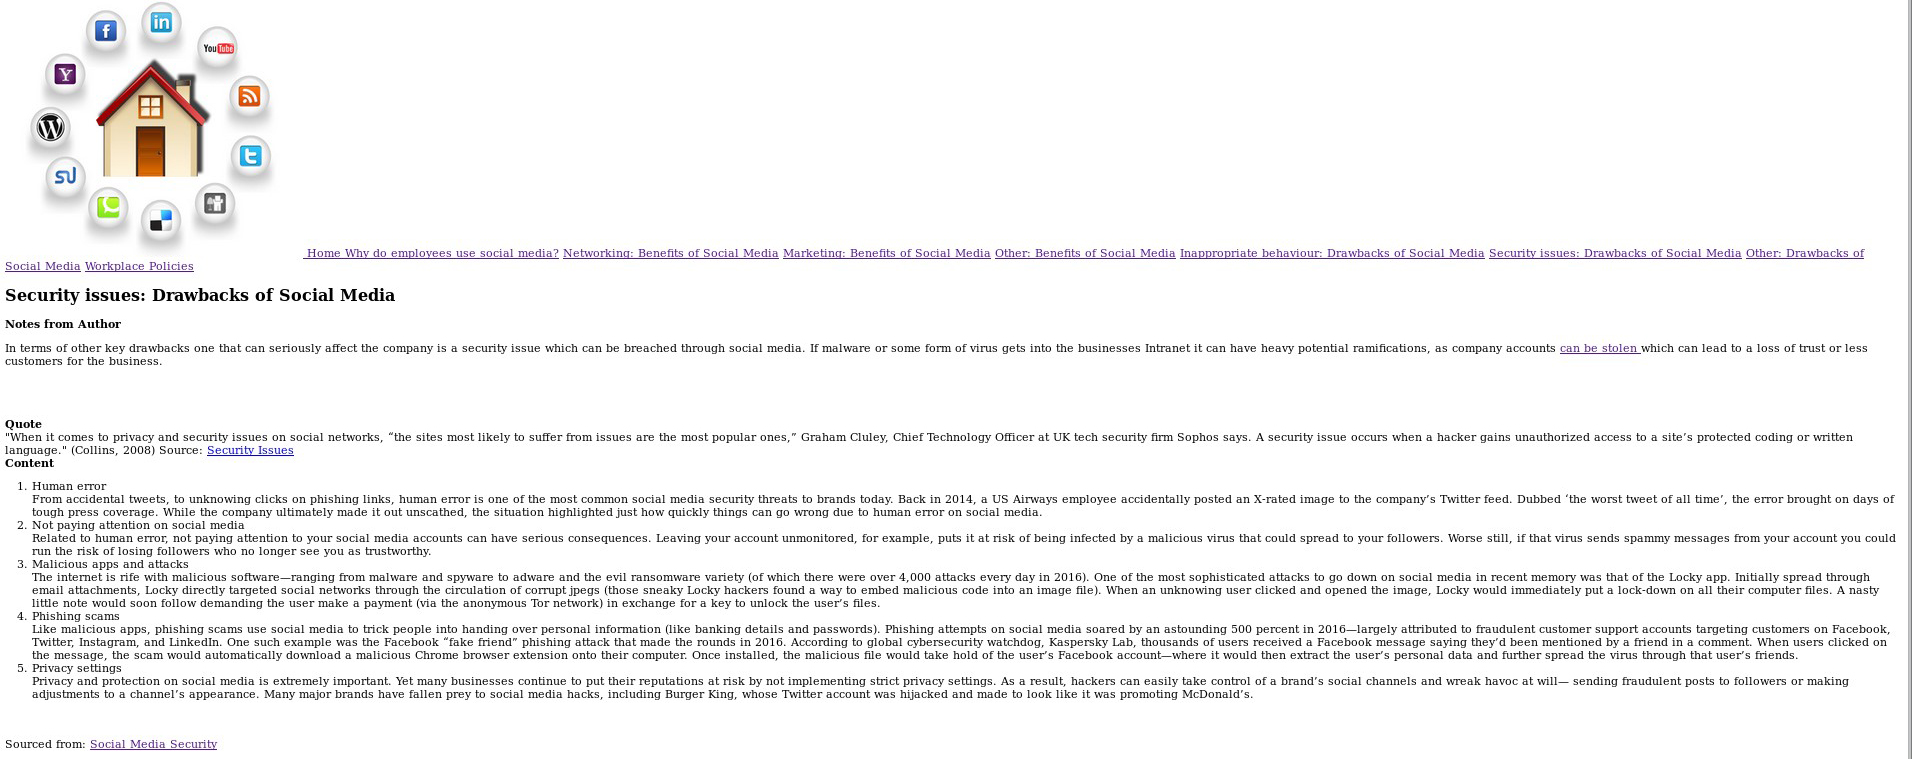 f
in
You Tube
Y
W
t
su
Home Why do employees use social media? Networking: Benefits of Social Media Marketing: Benefits of Social Media Other: Benefits of Social Media Inappropriate behaviour: Drawbacks of Social Media Security issues: Drawbacks of Social Media Other: Drawbacks of
Social Media Workplace Policies
Security issues: Drawbacks of Social Media
Notes from Author
In terms of other key drawbacks one that can seriously affect the company is a security issue which can be breached through social media. If malware or some form of virus gets into the businesses Intranet it can have heavy potential ramifications, as company accounts can be stolen which can lead to a loss of trust or less
customers for the business.
Quote
"When it comes to privacy and security issues on social networks, “the sites most likely to suffer from issues are the most popular ones,” Graham Cluley, Chief Technology Officer at UK tech security firm Sophos says. A security issue occurs when a hacker gains unauthorized access to a site’s protected coding or written
language." (Collins, 2008) Source: Security Issues
Content
1. Human error
From accidental tweets, to unknowing clicks on phishing links, human error is one of the most common social media security threats to brands today. Back in 2014, a US Airways employee accidentally posted an X-rated image to the company’s Twitter feed. Dubbed ‘the worst tweet of all time’, the error brought on days of
tough press coverage. While the company ultimately made it out unscathed, the situation highlighted just how quickly things can go wrong due to human error on social media.
2. Not paying attention on social media
Related to human error, not paying attention to your social media accounts can have serious consequences. Leaving your account unmonitored, for example, puts it at risk of being infected by a malicious virus that could spread to your followers. Worse still, if that virus sends spammy messages from your account you could
run the risk of losing followers who no longer see you as trustworthy.
3. Malicious apps and attacks
The internet is rife with malicious software—ranging from malware and spyware to adware and the evil ransomware variety (of which there were over 4,000 attacks every day in 2016). One of the most sophisticated attacks to go down on social media in recent memory was that of the Locky app. Initially spread through
email attachments, Locky directly targeted social networks through the circulation of corrupt jpegs (those sneaky Locky hackers found a way to embed malicious code into an image file). When an unknowing user clicked and opened the image, Locky would immediately put a lock-down on all their computer files. A nasty
little note would soon follow demanding the user make a payment (via the anonymous Tor network) in exchange for a key to unlock the user’s files.
4. Phishing scams
Like malicious apps, phishing scams use social media to trick people into handing over personal information (like banking details and passwords). Phishing attempts on social media soared by an astounding 500 percent in 2016—largely attributed to fraudulent customer support accounts targeting customers on Facebook,
Twitter, Instagram, and LinkedIn. One such example was the Facebook “fake friend” phishing attack that made the rounds in 2016. According to global cybersecurity watchdog, Kaspersky Lab, thousands of users received a Facebook message saying they’d been mentioned by a friend in a comment. When users clicked on
the message, the scam would automatically download a malicious Chrome browser extension onto their computer. Once installed, the malicious file would take hold of the user’s Facebook account—where it would then extract the user’s personal data and further spread the virus through that user’s friends.
5. Privacy settings
Privacy and protection on social media is extremely important. Yet many businesses continue to put their reputations at risk by not implementing strict privacy settings. As a result, hackers can easily take control of a brand’s social channels and wreak havoc at will— sending fraudulent posts to followers or making
adjustments to a channel’s appearance. Many major brands have fallen prey to social media hacks, including Burger King, whose Twitter account was hijacked and made to look like it was promoting McDonald’s.
Sourced from: Social Media Security